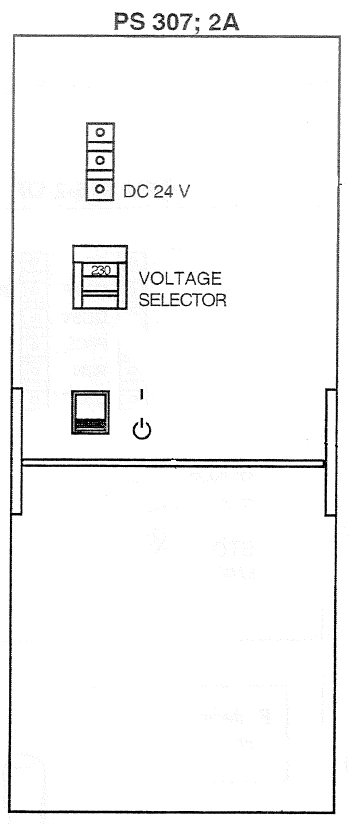 PS 307; 2A
DC 24 V
230
VOLTAGE
SELECTOR
I